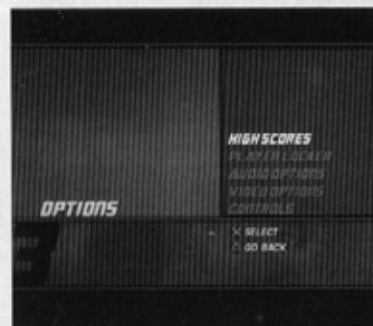 HIGH SCORES
PLAYER LOCKER
AUDIO OPTIONS
VIDEO OPTIONS
CONTROLS
OPTIONS
X SELECT
△ GO BACK